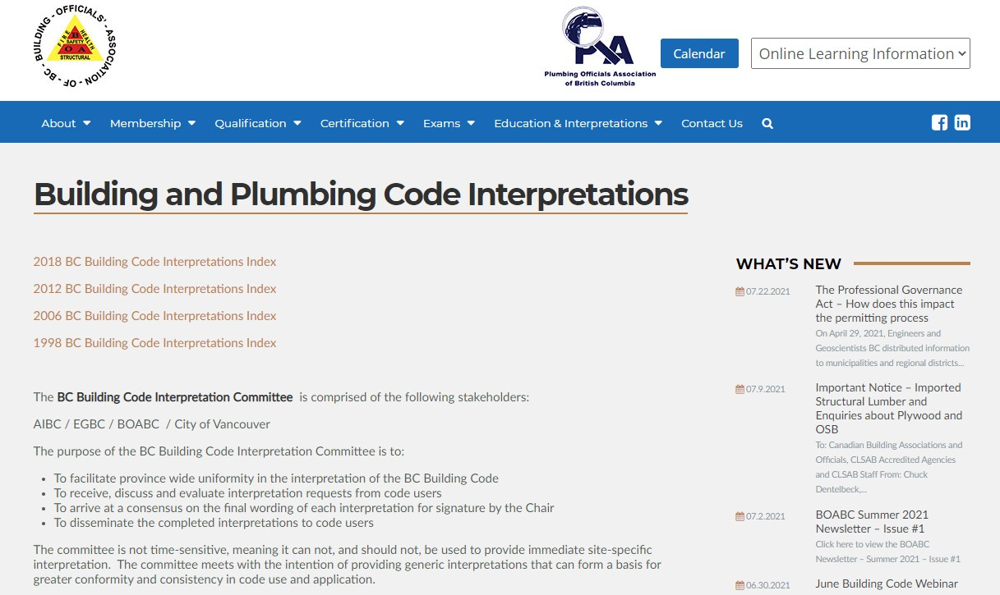 BUILDING - OFFICIALS' - ASSOCIATION - OF - BC -
B
FIRE SAFETY HEALTH
O A
STRUCTURAL
POA
Plumbing Officials Association
of British Columbia
Calendar
Online Learning Information
About
Membership
Qualification
Certification
Exams
Education & Interpretations
Contact Us
Building and Plumbing Code Interpretations
2018 BC Building Code Interpretations Index
2012 BC Building Code Interpretations Index
2006 BC Building Code Interpretations Index
1998 BC Building Code Interpretations Index
The BC Building Code Interpretation Committee is comprised of the following stakeholders:
AIBC / EGBC / BOABC / City of Vancouver
The purpose of the BC Building Code Interpretation Committee is to:
• To facilitate province wide uniformity in the interpretation of the BC Building Code
• To receive, discuss and evaluate interpretation requests from code users
• To arrive at a consensus on the final wording of each interpretation for signature by the Chair
• To disseminate the completed interpretations to code users
The committee is not time-sensitive, meaning it can not, and should not, be used to provide immediate site-specific
interpretation. The committee meets with the intention of providing generic interpretations that can form a basis for
greater conformity and consistency in code use and application.
WHAT'S NEW
07.22.2021
The Professional Governance
Act – How does this impact
the permitting process
On April 29, 2021, Engineers and
Geoscientists BC distributed information
to municipalities and regional districts...
07.9.2021
Important Notice – Imported
Structural Lumber and
Enquiries about Plywood and
OSB
To: Canadian Building Associations and
Officials, CLSAB Accredited Agencies
and CLSAB Staff From: Chuck
Dentelbeck,...
07.2.2021
BOABC Summer 2021
Newsletter – Issue #1
Click here to view the BOABC
Newsletter – Summer 2021 – Issue #1
06.30.2021
June Building Code Webinar